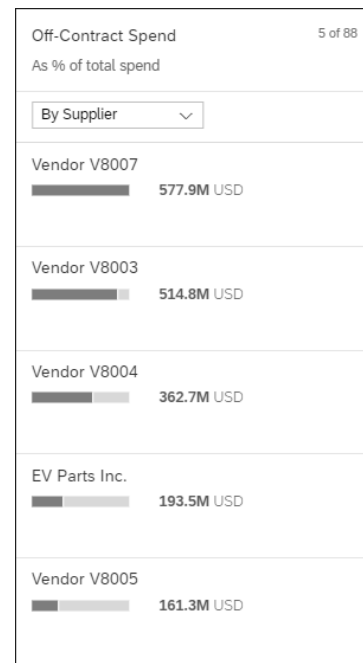 Off-Contract Spend 5 of 88
As % of total spend
By Supplier
Vendor V8007
577.9M USD
Vendor V8003
514.8M USD
Vendor V8004
362.7M USD
EV Parts Inc.
193.5M USD
Vendor V8005
161.3M USD